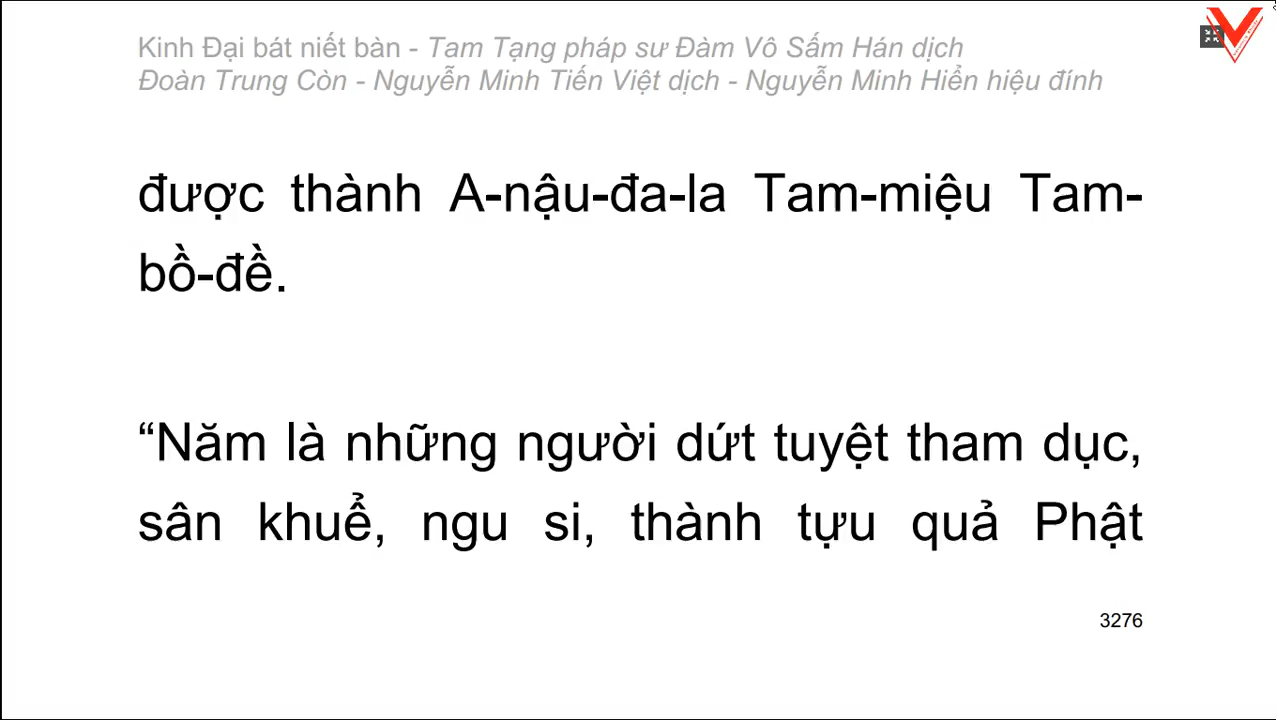 Kinh Đại bát niết bàn - Tam Tạng pháp sư Đàm Vô Sấm Hán dịch
Đoàn Trung Còn - Nguyễn Minh Tiến Việt dịch - Nguyễn Minh Hiển hiệu đính
được thành A-nậu-đa-la Tam-miệu Tam-
bồ-đề.
“Năm là những người dứt tuyệt tham dục,
sân khuể, ngu si, thành tựu quả Phật
3276